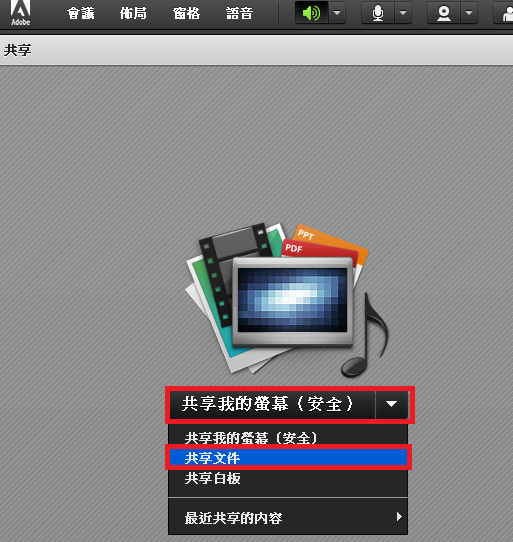 Adobe
會議 佈局 窗格 語音
共享
PPT
PDF
共享我的螢幕（安全）
共享我的螢幕（安全）
共享文件
共享白板
最近共享的內容